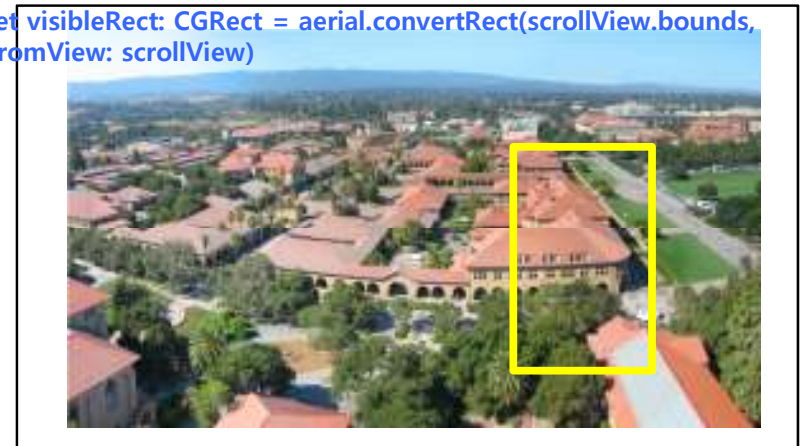 et visibleRect: CGRect = aerial.convertRect(scrollView.bounds,
romView: scrollView)